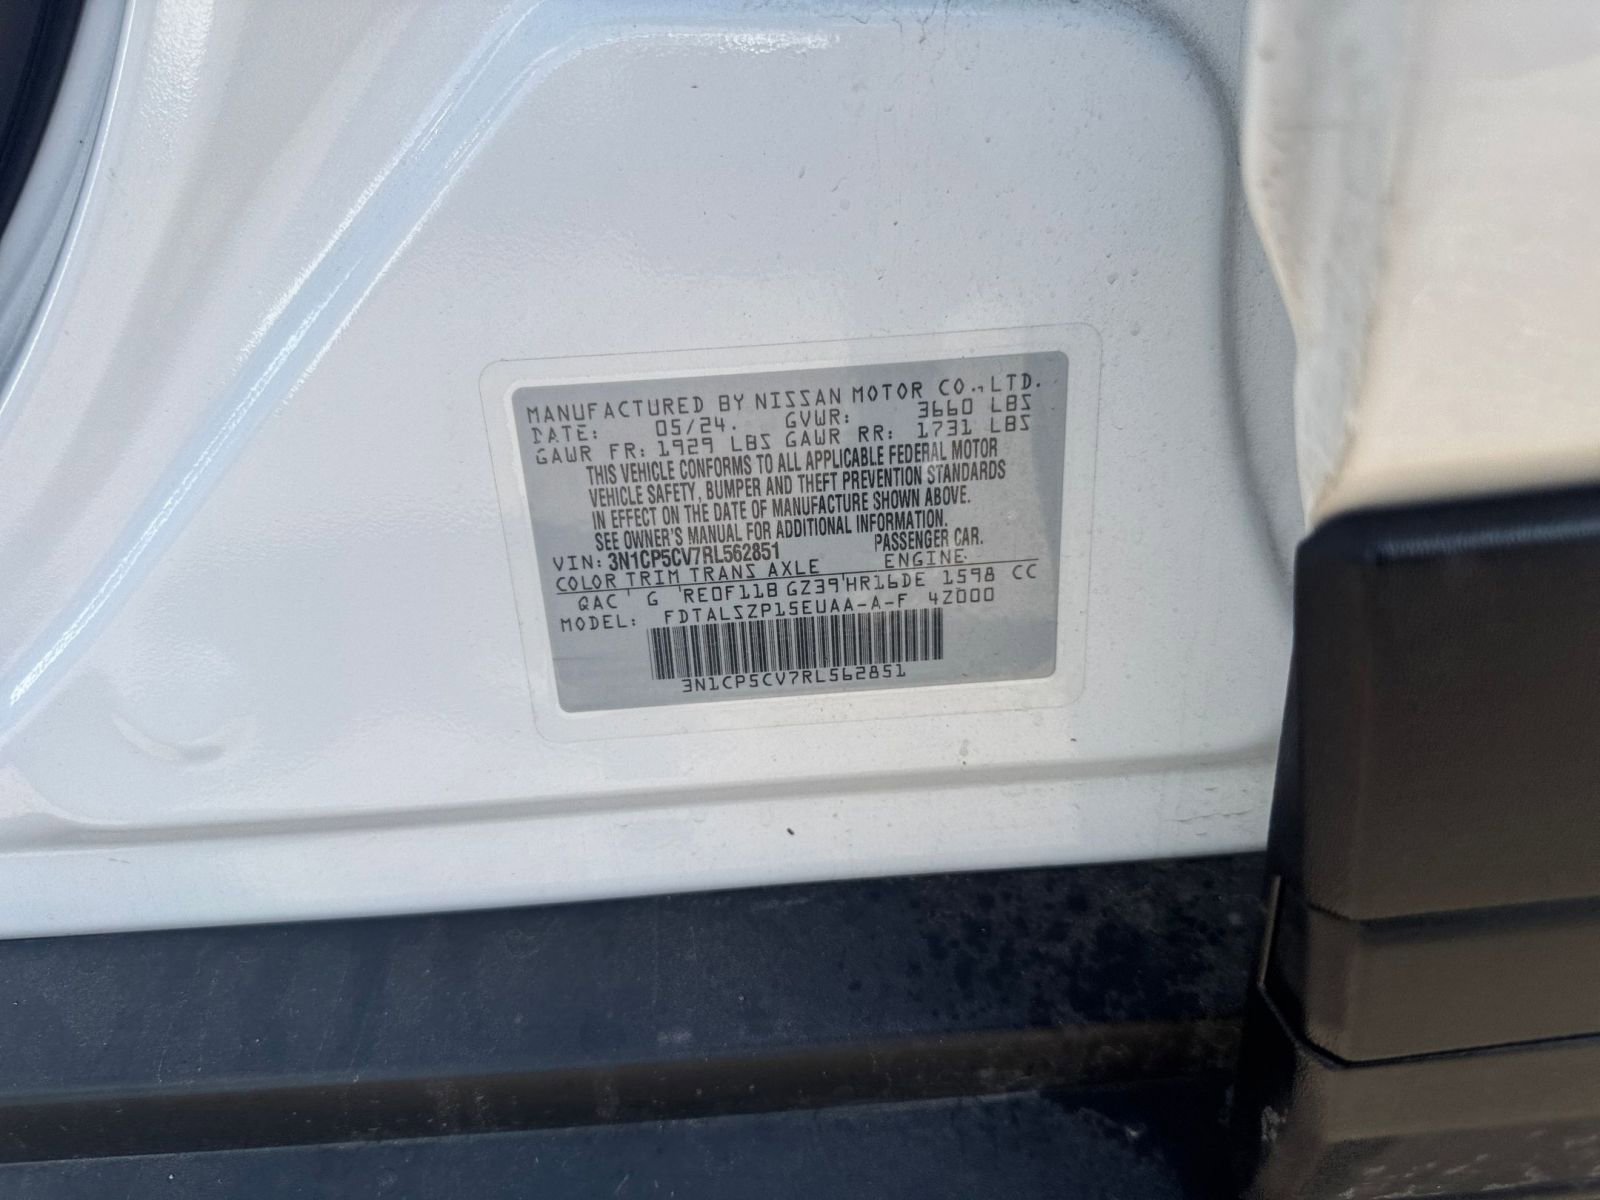 MANUFACTURED BY NISSAN MOTOR CO., LTD.
DATE: 05/24. GVWR: 3660 LBS
GAWR FR: 1929 LBS GAWR RR: 1731 LBS
THIS VEHICLE CONFORMS TO ALL APPLICABLE FEDERAL MOTOR
VEHICLE SAFETY, BUMPER AND THEFT PREVENTION STANDARDS
IN EFFECT ON THE DATE OF MANUFACTURE SHOWN ABOVE.
SEE OWNER'S MANUAL FOR ADDITIONAL INFORMATION.
VIN: 3N1CP5CV7RL562851 PASSENGER CAR.
COLOR TRIM TRANS AXLE ENGINE
QAC ' G 'RE0F11B GZ39'HR16DE 1598 CC
MODEL: FDTALSZP15EUAA-A-F 4Z000
3N1CP5CV7RL562851